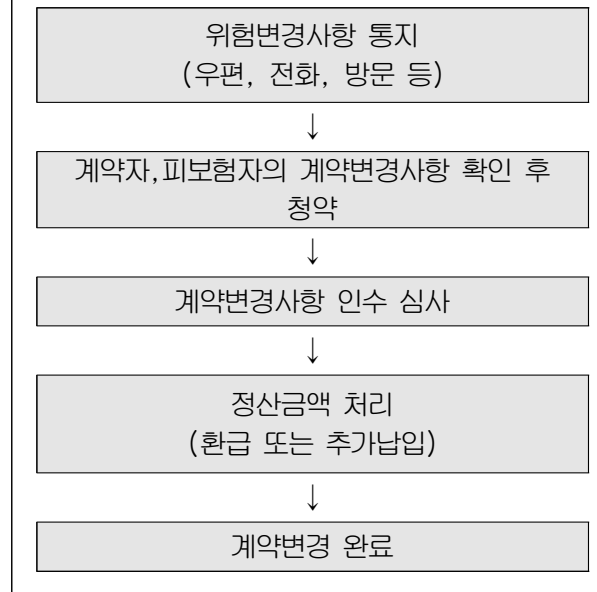 위험변경사항 통지
(우편, 전화, 방문 등)
↓
계약자,피보험자의 계약변경사항 확인 후
청약
↓
계약변경사항 인수 심사
↓
정산금액 처리
(환급 또는 추가납입)
↓
계약변경 완료